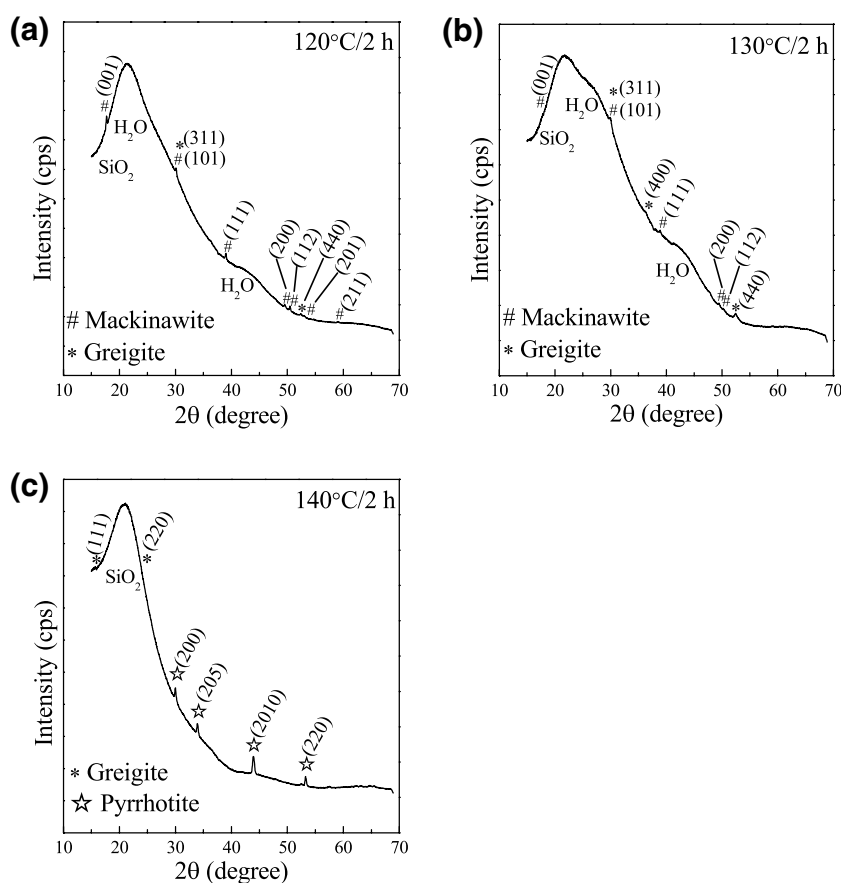 (a)
120°C/2 h
# (001)
H₂O
SiO₂
* (311)
# (101)
# (111)
H₂O
# (200)
# (112)
* (440)
# (201)
# (211)
# Mackinawite
* Greigite
Intensity (cps)
10 20 30 40 50 60 70
2θ (degree)
(b)
130°C/2 h
# (001)
H₂O
SiO₂
* (311)
# (101)
* (400)
# (111)
H₂O
# (200)
# (112)
* (440)
# Mackinawite
* Greigite
Intensity (cps)
10 20 30 40 50 60 70
2θ (degree)
(c)
140°C/2 h
* (111)
SiO₂
* (220)
☆ (200)
☆ (205)
☆ (2010)
☆ (220)
* Greigite
☆ Pyrrhotite
Intensity (cps)
10 20 30 40 50 60 70
2θ (degree)